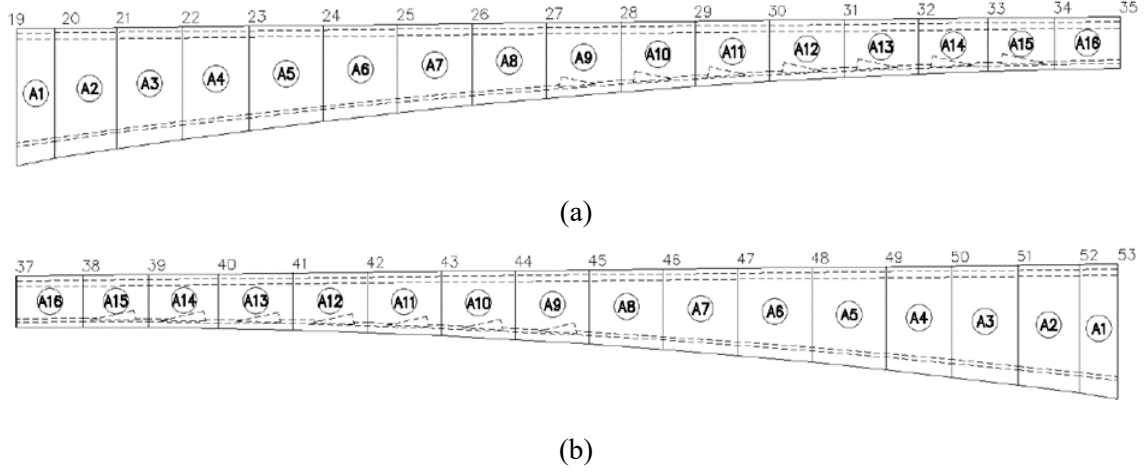 19 20 21 22 23 24 25 26 27 28 29 30 31 32 33 34 35
A1 A2 A3 A4 A5 A6 A7 A8 A9 A10 A11 A12 A13 A14 A15 A16
(a)
37 38 39 40 41 42 43 44 45 46 47 48 49 50 51 52 53
A16 A15 A14 A13 A12 A11 A10 A9 A8 A7 A6 A5 A4 A3 A2 A1
(b)